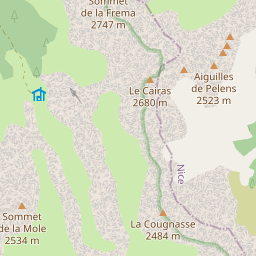 Sommet
de la Frema
2747 m
Aiguilles
de Pelens
2523 m
Le Caïras
2680 m
Nice
La Cougnasse
2484 m
Sommet
de la Mole
2534 m